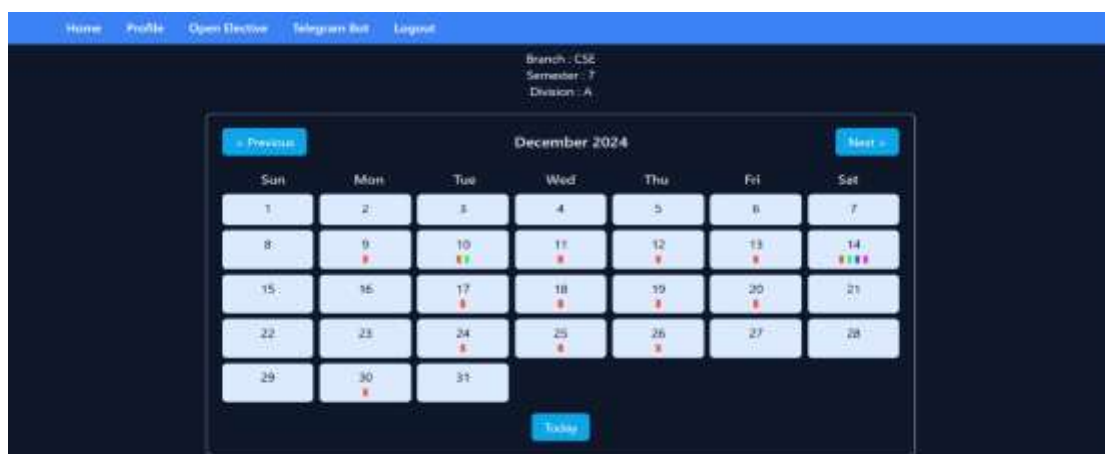 Home Profile Open Elective Telegram Bot Logout
Branch : CSE
Semester : 7
Division : A
« Previous December 2024 Next »
Sun Mon Tue Wed Thu Fri Sat
1 2 3 4 5 6 7
8 9 10 11 12 13 14
15 16 17 18 19 20 21
22 23 24 25 26 27 28
29 30 31
Today